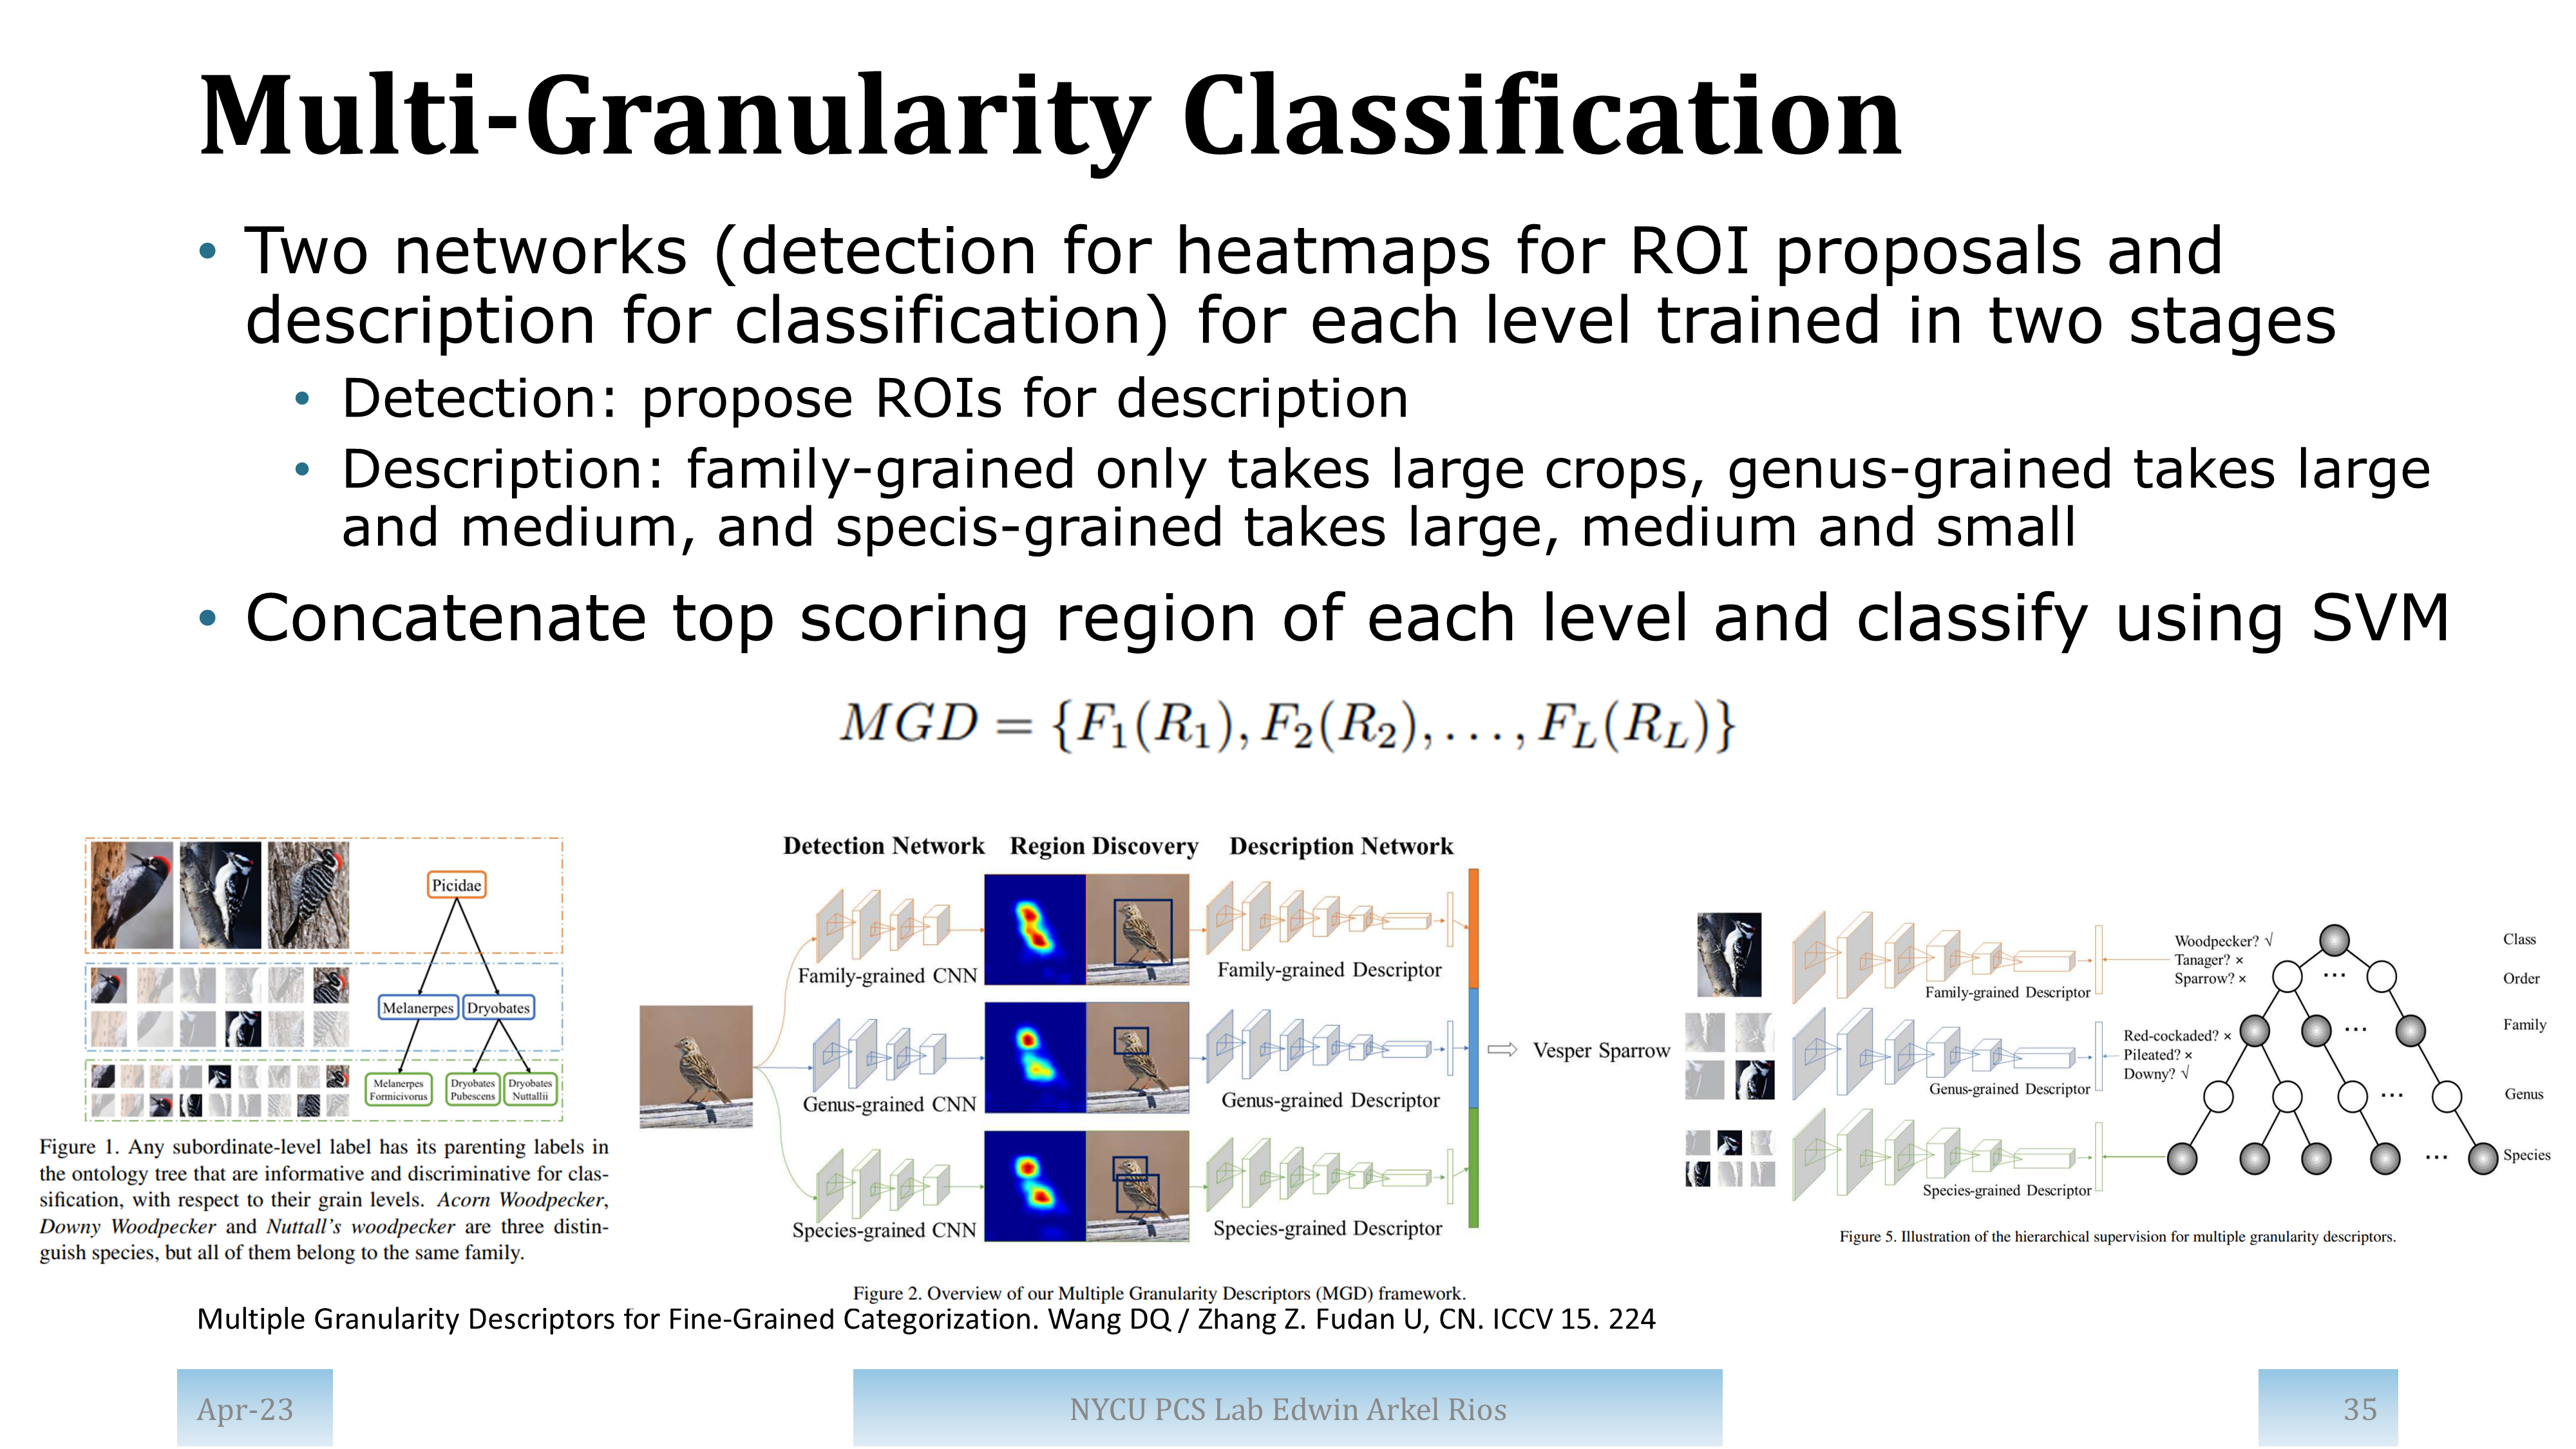 Multi-Granularity Classification
• Two networks (detection for heatmaps for ROI proposals and
description for classification) for each level trained in two stages
• Detection: propose ROIs for description
• Description: family-grained only takes large crops, genus-grained takes large
and medium, and specis-grained takes large, medium and small
• Concatenate top scoring region of each level and classify using SVM
MGD = {F₁(R₁), F₂(R₂), . . . , F_L(R_L)}
Picidae
Melanerpes
Dryobates
Melanerpes
Formicivorus
Dryobates
Pubescens
Dryobates
Nuttallii
Figure 1. Any subordinate-level label has its parenting labels in
the ontology tree that are informative and discriminative for clas-
sification, with respect to their grain levels. Acorn Woodpecker,
Downy Woodpecker and Nuttall's woodpecker are three distin-
guish species, but all of them belong to the same family.
Detection Network
Region Discovery
Description Network
Family-grained CNN
Family-grained Descriptor
Genus-grained CNN
Genus-grained Descriptor
Species-grained CNN
Species-grained Descriptor
Vesper Sparrow
Figure 2. Overview of our Multiple Granularity Descriptors (MGD) framework.
Family-grained Descriptor
Genus-grained Descriptor
Species-grained Descriptor
Woodpecker? √
Tanager? ×
Sparrow? ×
Red-cockaded? ×
Pileated? ×
Downy? √
...
...
...
...
Class
Order
Family
Genus
Species
Figure 5. Illustration of the hierarchical supervision for multiple granularity descriptors.
Multiple Granularity Descriptors for Fine-Grained Categorization. Wang DQ / Zhang Z. Fudan U, CN. ICCV 15. 224
Apr-23
NYCU PCS Lab Edwin Arkel Rios
35